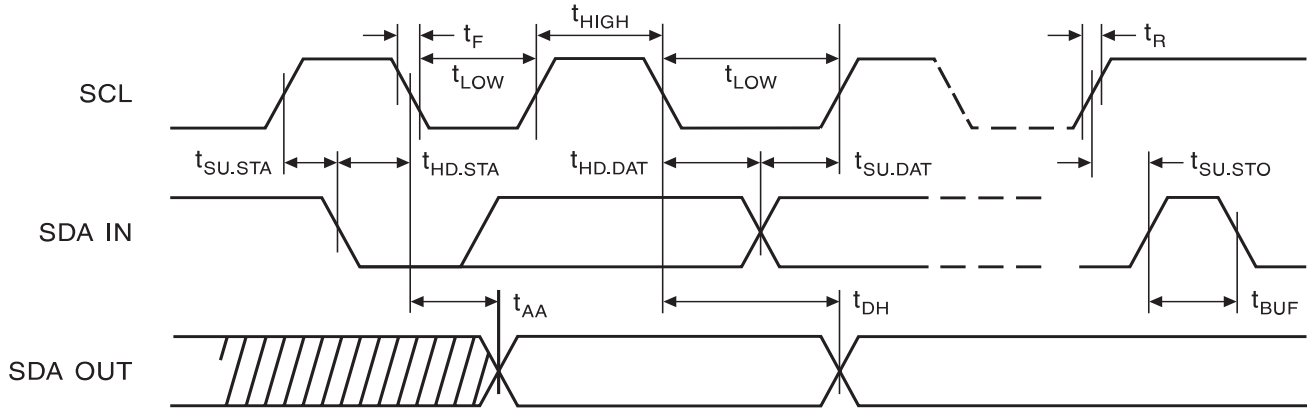 tHIGH
tF
tR
tLOW
tLOW
SCL
tSU.STA
tHD.STA
tHD.DAT
tSU.DAT
tSU.STO
SDA IN
tAA
tDH
tBUF
SDA OUT